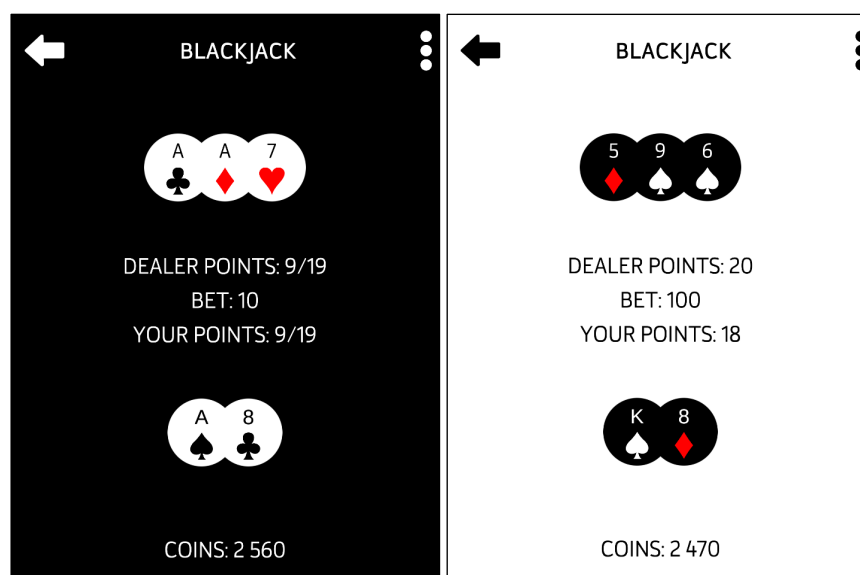 BLACKJACK
A A 7
DEALER POINTS: 9/19
BET: 10
YOUR POINTS: 9/19
A 8
COINS: 2 560
BLACKJACK
5 9 6
DEALER POINTS: 20
BET: 100
YOUR POINTS: 18
K 8
COINS: 2 470